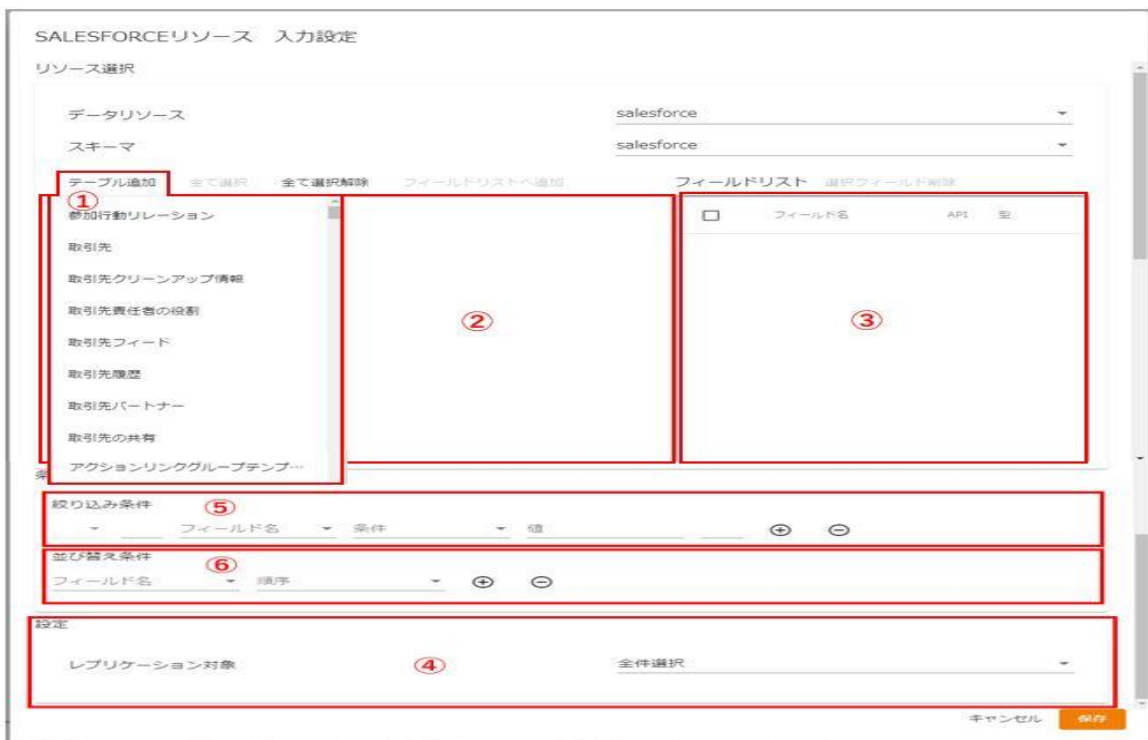 SALESFORCEリソース 入力設定
リソース選択
データリソース salesforce
スキーマ salesforce
テーブル追加 全て選択 全て選択解除 フィールドリストへ追加 フィールドリスト 選択フィールド削除
①
参加行動リレーション フィールド名 API 型
取引先
取引先クリーンアップ情報
取引先責任者の役割 ② ③
取引先フィード
取引先履歴
取引先パートナー
取引先の共有
アクションリンクグループテンプ…
絞り込み条件 ⑤
フィールド名 条件 値
並び替え条件 ⑥
フィールド名 順序
設定
レプリケーション対象 ④ 全件選択
キャンセル 保存